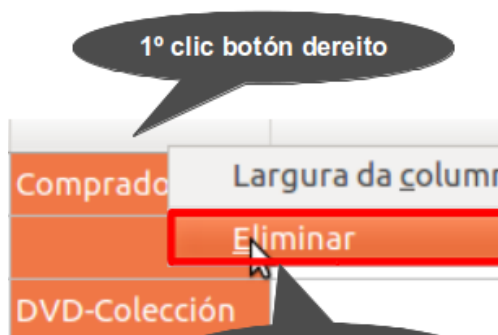 1º clic botón dereito
Comprado
Largura da column
Eliminar
DVD-Colección